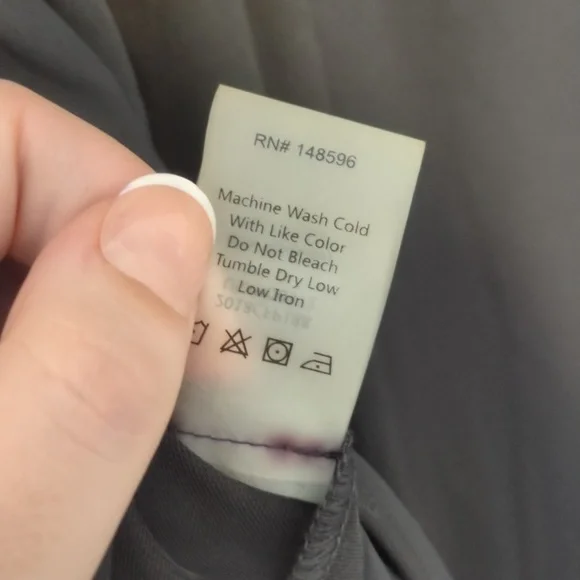 RN# 148596
Machine Wash Cold
With Like Color
Do Not Bleach
Tumble Dry Low
Low Iron